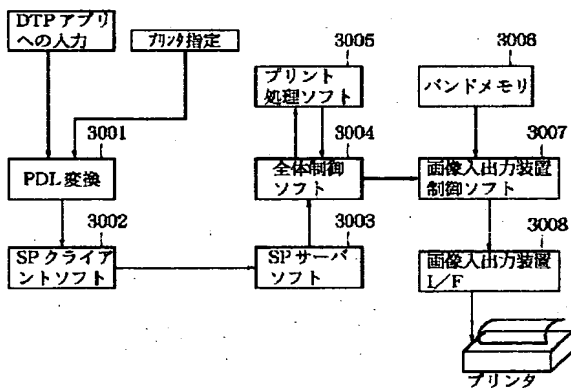 DTPアプリ
への入力
プリンタ指定
3001
PDL変換
3002
SPクライア
ントソフト
3005
プリント
処理ソフト
3004
全体制御
ソフト
3003
SPサーバ
ソフト
3006
バンドメモリ
3007
画像入出力装置
制御ソフト
3008
画像入出力装置
I/F
プリンタ